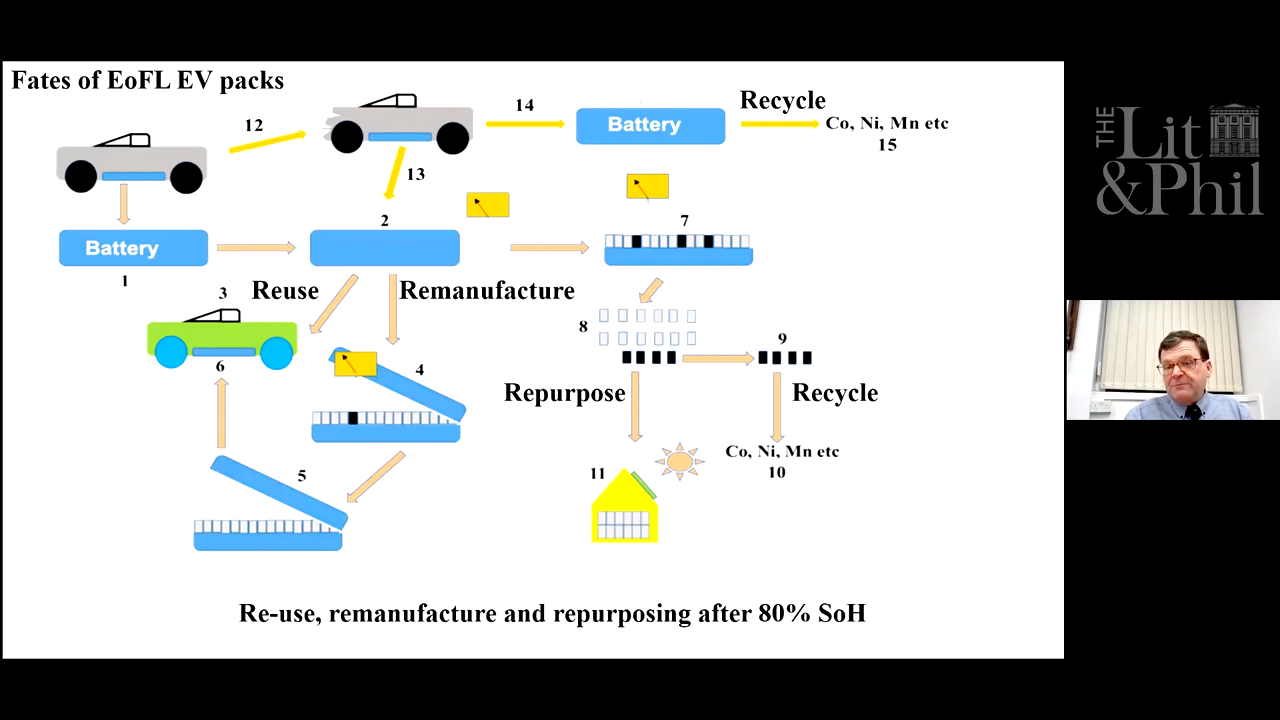 Fates of EoFL EV packs
12
14
Battery
Recycle
Co, Ni, Mn etc
15
13
2
7
Battery
1
3
Reuse
Remanufacture
8
9
6
4
Repurpose
Recycle
Co, Ni, Mn etc
10
5
11
Re-use, remanufacture and repurposing after 80% SoH
THE
Lit
&Phil